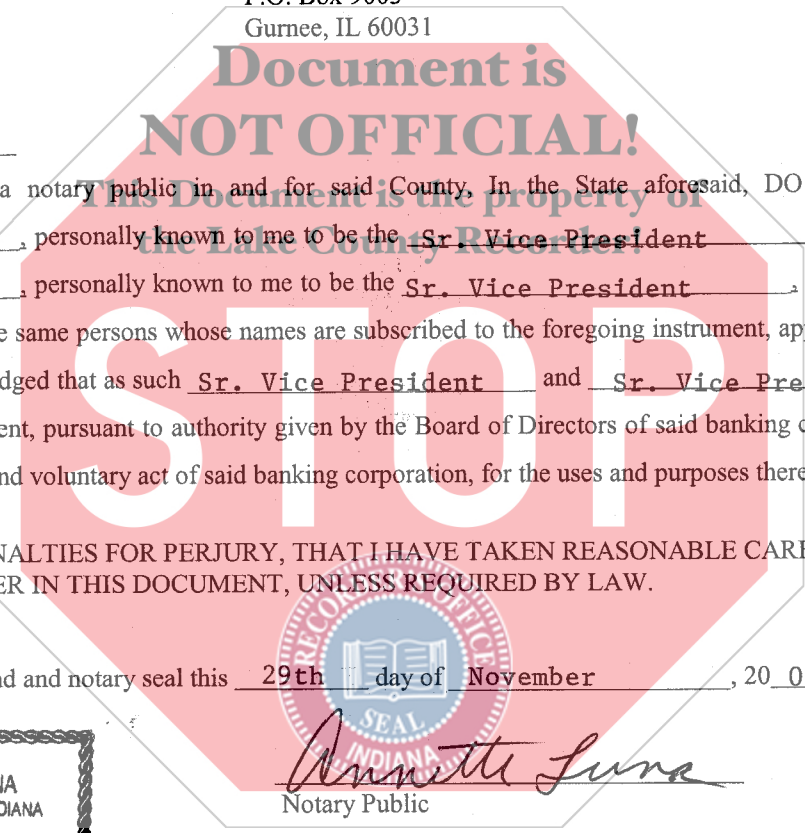 P.O. Box 9003
Gurnee, IL 60031
Document is
NOT OFFICIAL!
This Document is the property of
the Lake County Recorder!
STOP
a notary public in and for said County, In the State aforesaid, DO
, personally known to me to be the Sr. Vice President
, personally known to me to be the Sr. Vice President ,
e same persons whose names are subscribed to the foregoing instrument, ap
dged that as such Sr. Vice President and Sr. Vice Pre
ent, pursuant to authority given by the Board of Directors of said banking c
nd voluntary act of said banking corporation, for the uses and purposes there
NALTIES FOR PERJURY, THAT I HAVE TAKEN REASONABLE CARE
ER IN THIS DOCUMENT, UNLESS REQUIRED BY LAW.
RECORDER'S OFFICE
SEAL
INDIANA
nd and notary seal this 29th day of November , 20 0
Annette Luna
Notary Public
NA
DIANA